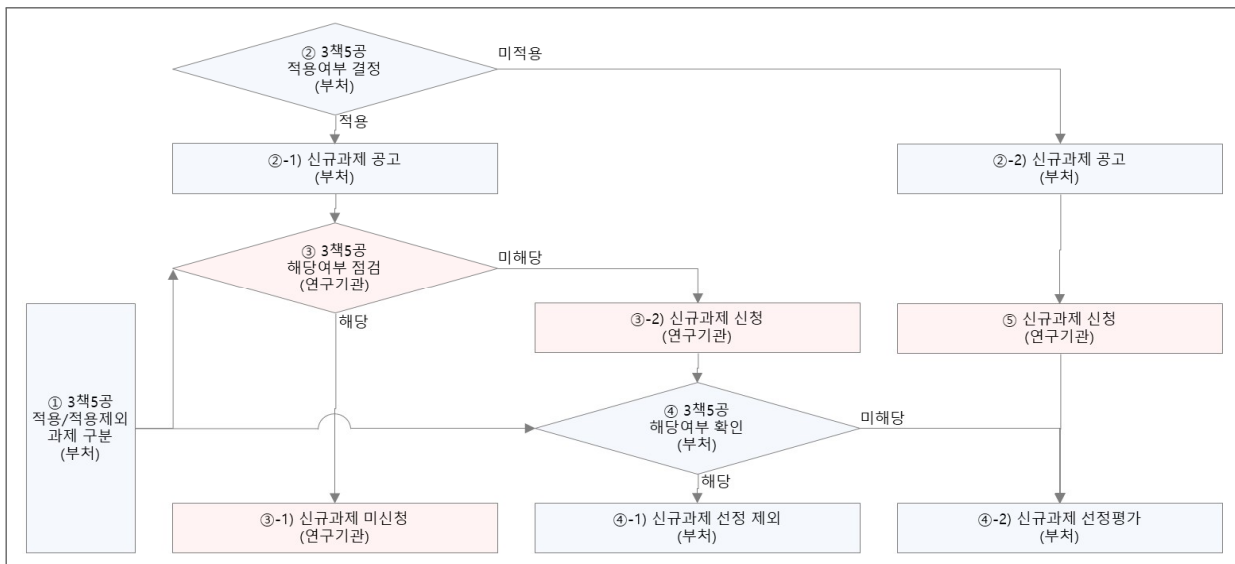 ② 3책5공
적용여부 결정
(부처)
미적용
적용
②-1) 신규과제 공고
(부처)
②-2) 신규과제 공고
(부처)
③ 3책5공
해당여부 점검
(연구기관)
미해당
해당
③-2) 신규과제 신청
(연구기관)
⑤ 신규과제 신청
(연구기관)
① 3책5공
적용/적용제외
과제 구분
(부처)
④ 3책5공
해당여부 확인
(부처)
미해당
해당
③-1) 신규과제 미신청
(연구기관)
④-1) 신규과제 선정 제외
(부처)
④-2) 신규과제 선정평가
(부처)